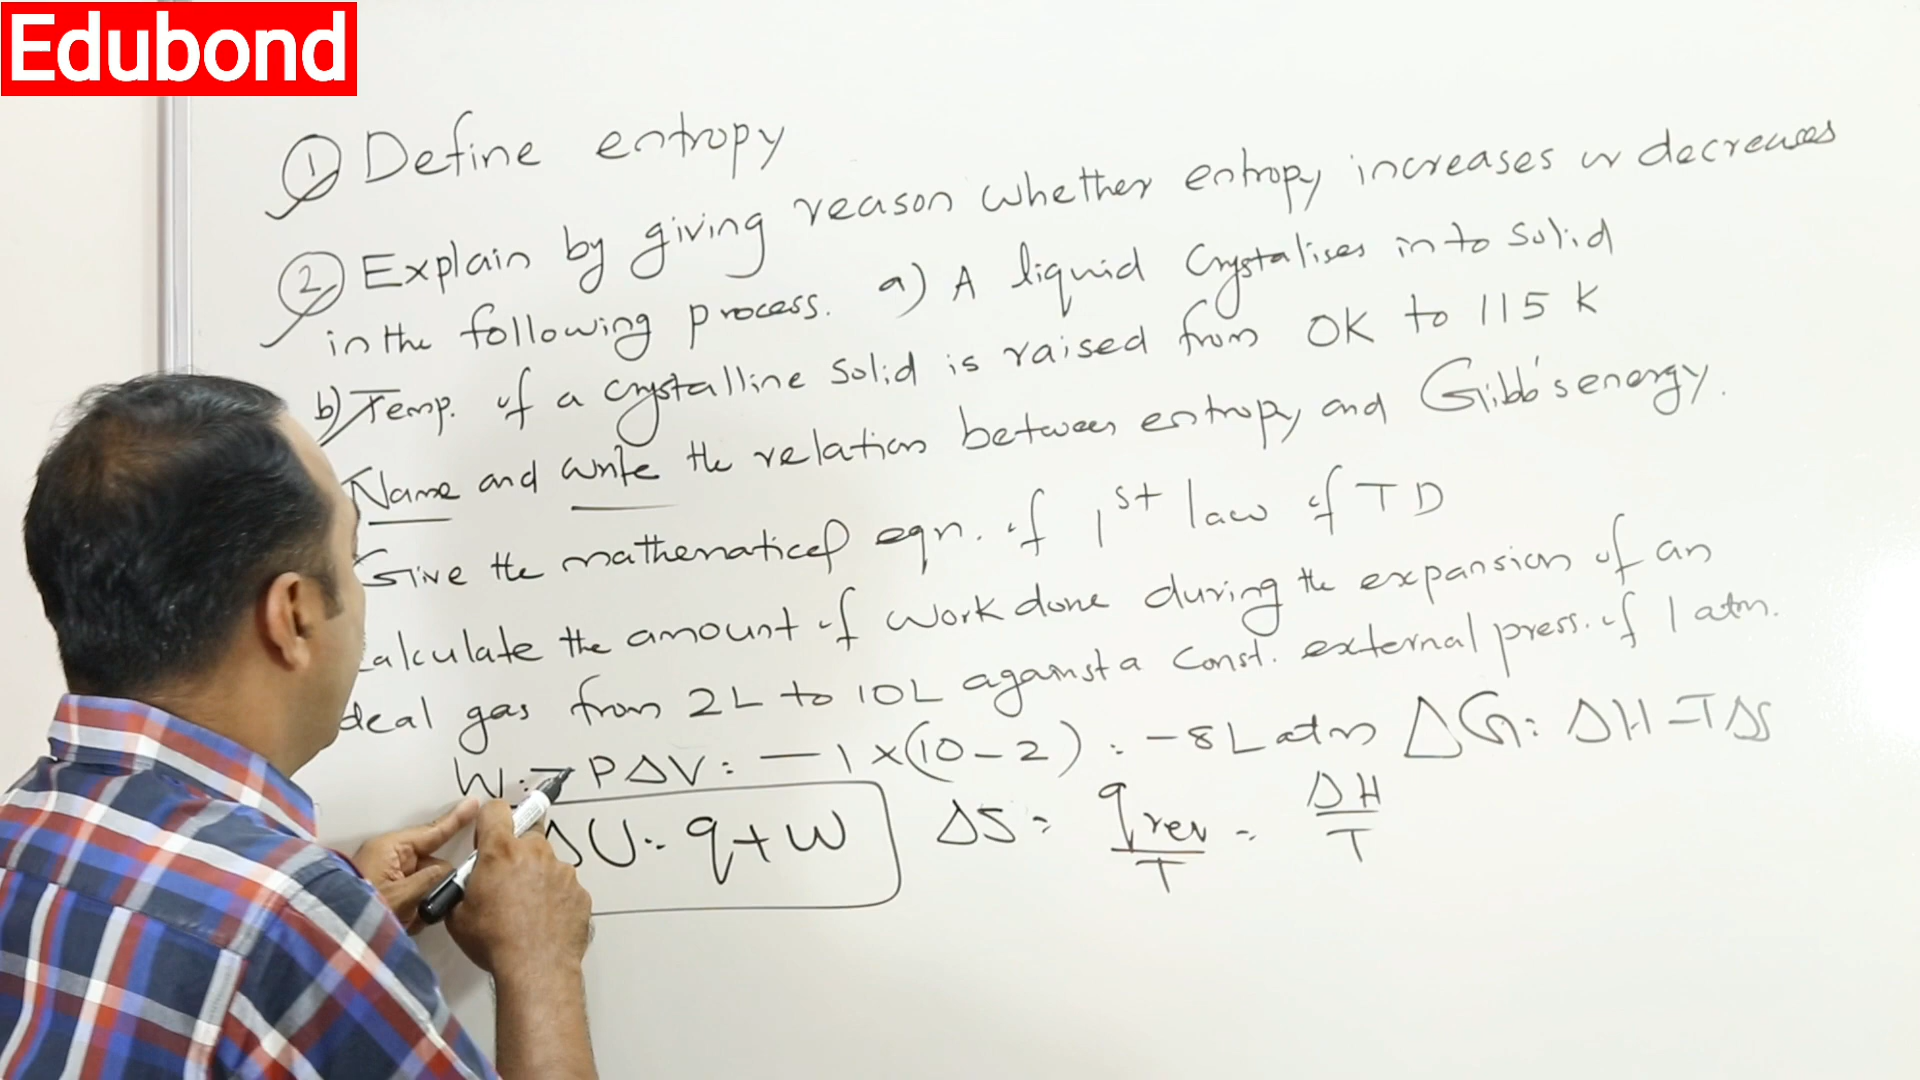 Edubond
① Define entropy
② Explain by giving reason whether entropy increases or decreases
in the following process. a) A liquid Crystalises in to Solid
b) Temp. of a crystalline Solid is raised from 0K to 115 K
Name and write the relation between entropy and Gibb's energy.
Give the mathematical eqn. of 1st law of TD
alculate the amount of work done during the expansion of an
deal gas from 2L to 10L against a Const. external press. of 1 atm.
W = - PΔV = - 1 × (10 - 2) = - 8 L atm ΔG = ΔH - TΔS
ΔU = q + w ΔS = qrev/T = ΔH/T